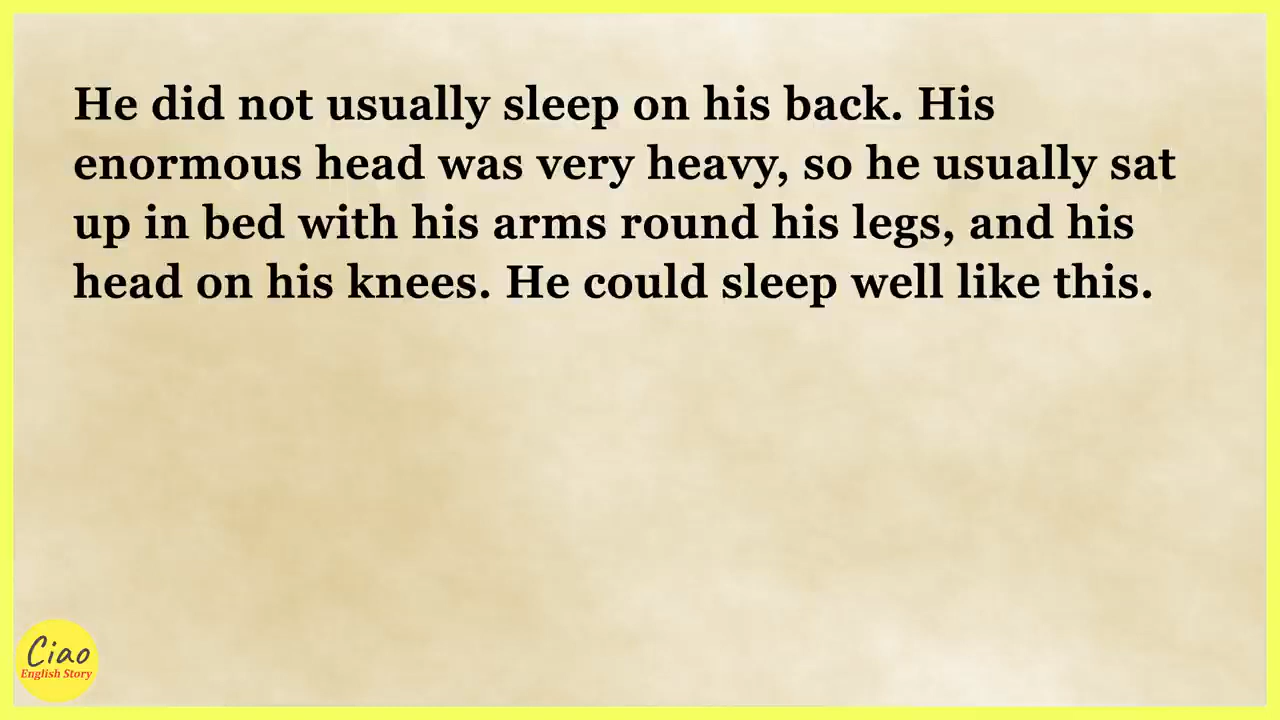 He did not usually sleep on his back. His
enormous head was very heavy, so he usually sat
up in bed with his arms round his legs, and his
head on his knees. He could sleep well like this.
Ciao
English Story